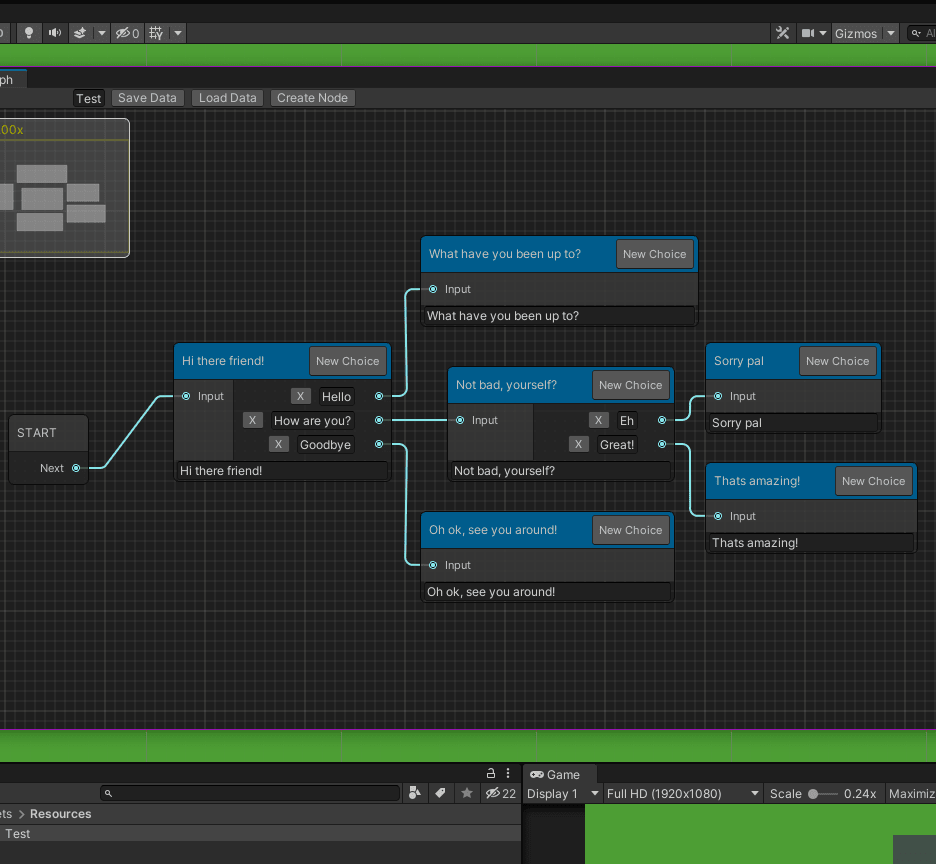 0
Gizmos
Al
ph
Test
Save Data
Load Data
Create Node
.00x
What have you been up to?
New Choice
Input
What have you been up to?
Hi there friend!
New Choice
Input
X
Hello
X
How are you?
X
Goodbye
Hi there friend!
START
Next
Not bad, yourself?
New Choice
Input
X
Eh
X
Great!
Not bad, yourself?
Sorry pal
New Choice
Input
Sorry pal
Thats amazing!
New Choice
Input
Thats amazing!
Oh ok, see you around!
New Choice
Input
Oh ok, see you around!
22
Game
Display 1
Full HD (1920x1080)
Scale
0.24x
Maximiz
ets > Resources
Test